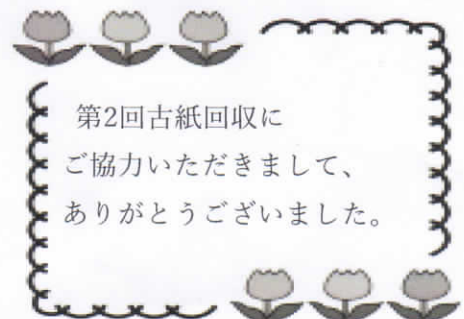 第2回古紙回収に
ご協力いただきまして、
ありがとうございました。